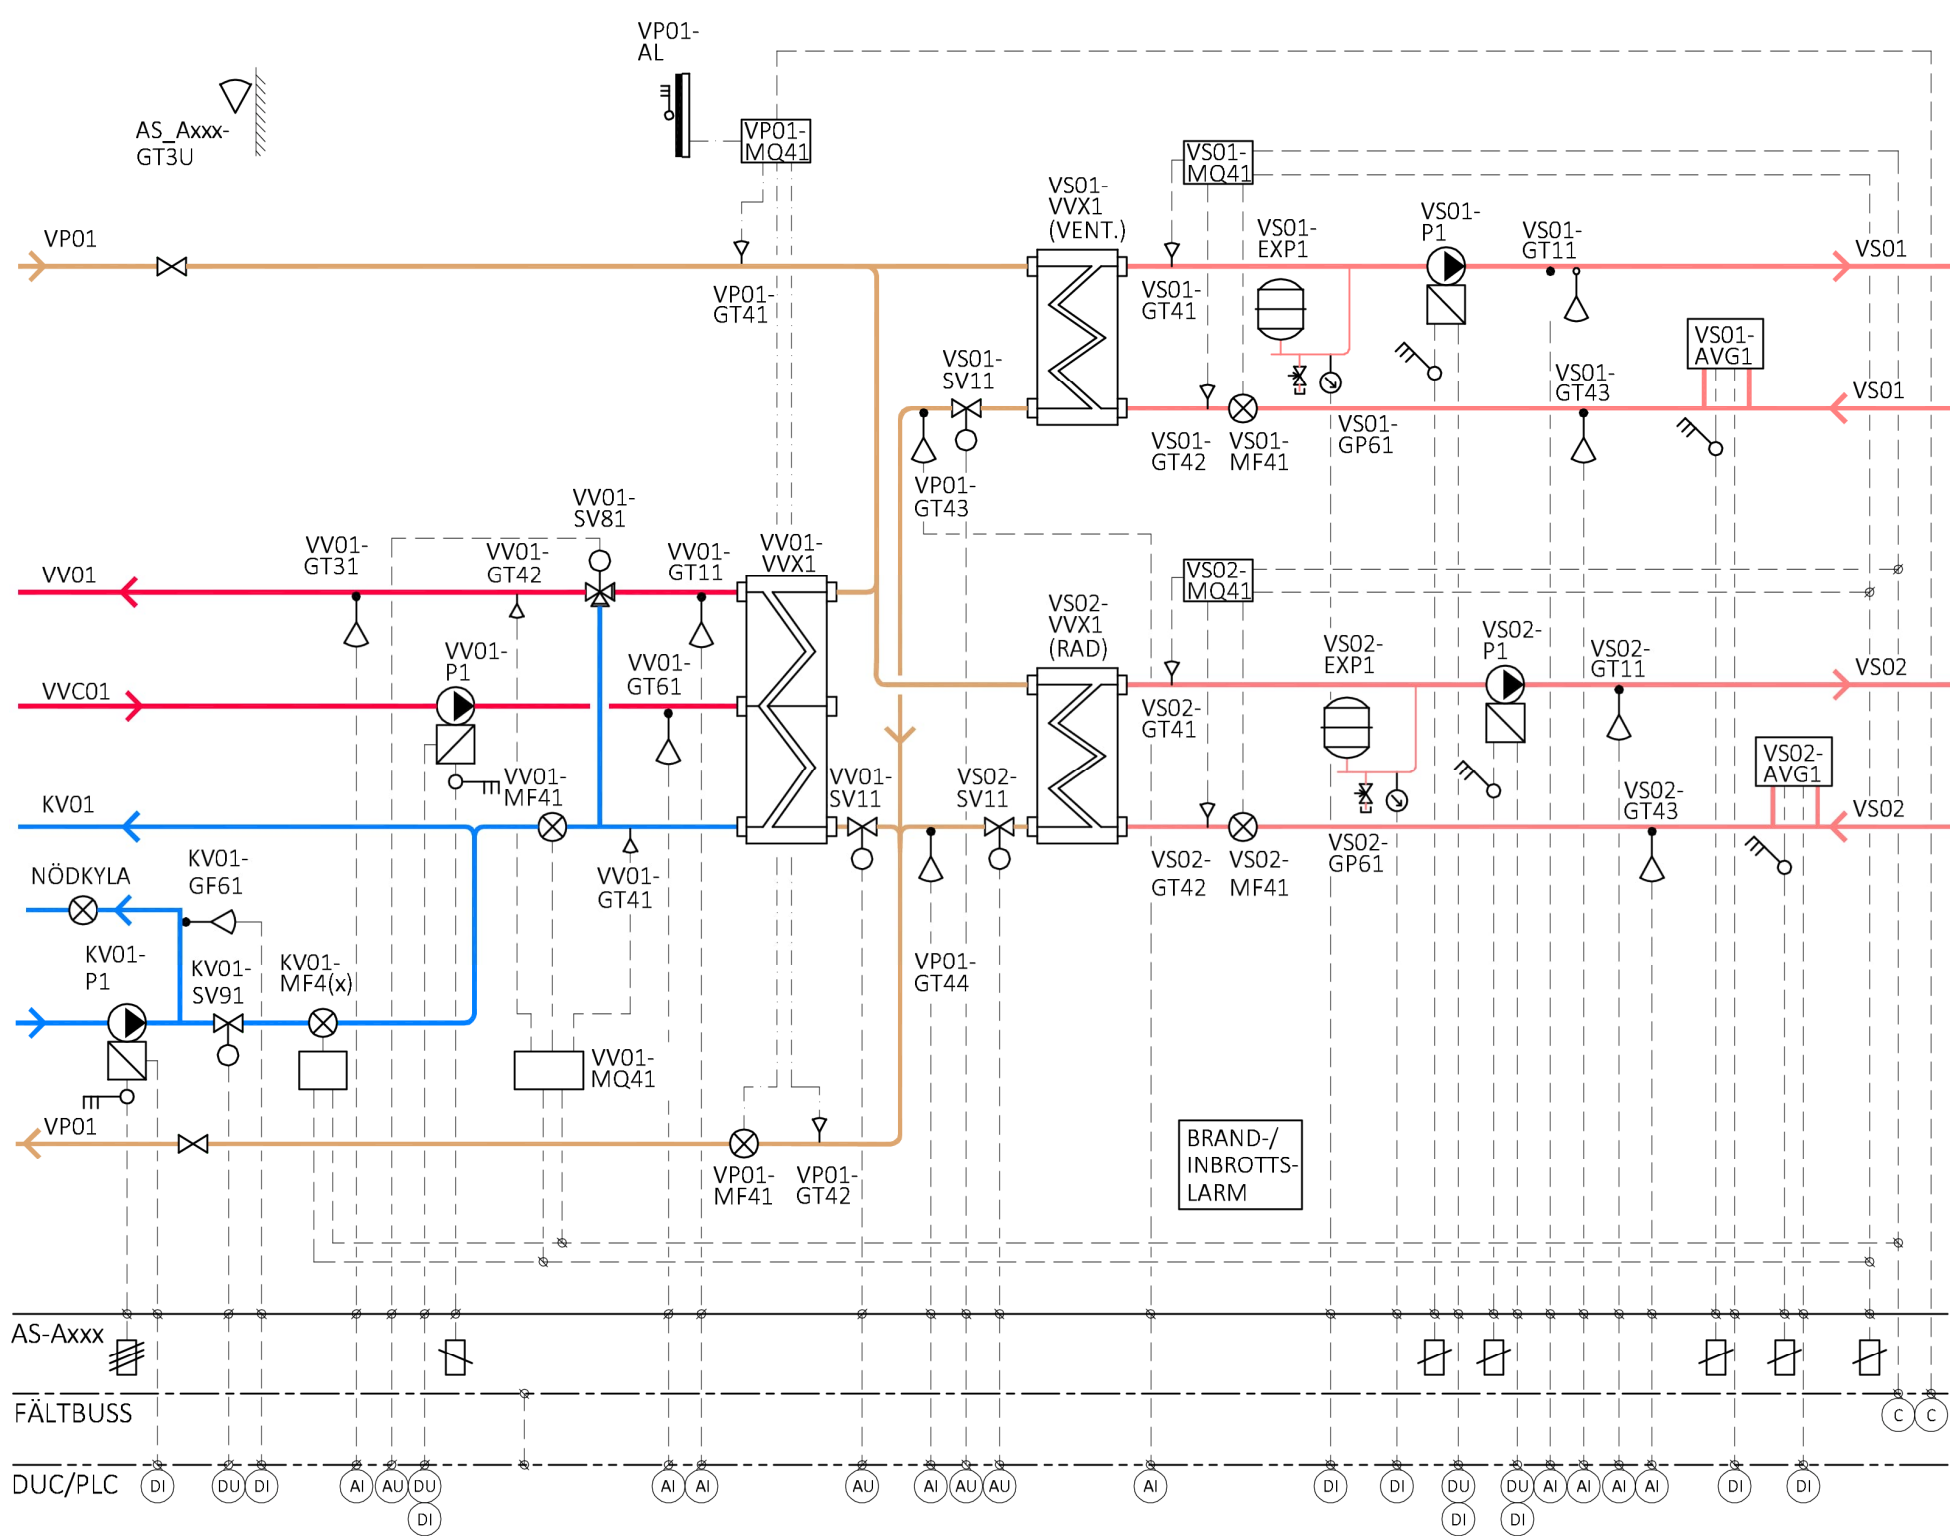 VP01-
AL
AS_Axxx-
GT3U
VP01-
MQ41
VS01-
MQ41
VS01-
VVX1
(VENT.)
VS01-
EXP1
VS01-
P1
VS01-
GT11
VP01
VS01
VP01-
GT41
VS01-
GT41
VS01-
AVG1
VS01-
SV11
VS01-
GT43
VS01
VS01-
GT42
VS01-
MF41
VS01-
GP61
VP01-
GT43
VV01-
SV81
VV01-
GT31
VV01-
GT42
VV01-
GT11
VV01-
VVX1
VV01
VS02-
MQ41
VS02-
VVX1
(RAD)
VS02-
EXP1
VS02-
P1
VS02-
GT11
VS02
VV01-
P1
VV01-
GT61
VVC01
VS02-
GT41
VS02-
AVG1
VV01-
MF41
VV01-
SV11
VS02-
SV11
VS02-
GT43
KV01
VS02
NÖDKYLA
KV01-
GF61
VV01-
GT41
VS02-
GT42
VS02-
MF41
VS02-
GP61
KV01-
P1
KV01-
SV91
KV01-
MF4(x)
VP01-
GT44
VV01-
MQ41
VP01
VP01-
MF41
VP01-
GT42
BRAND-/
INBROTTS-
LARM
AS-Axxx
FÄLTBUSS
C C
DUC/PLC
DI DU DI AI AU DU AI AI AU AI AU AU AI DI DI DU DU AI AI AI AI DI DI
DI DI DI